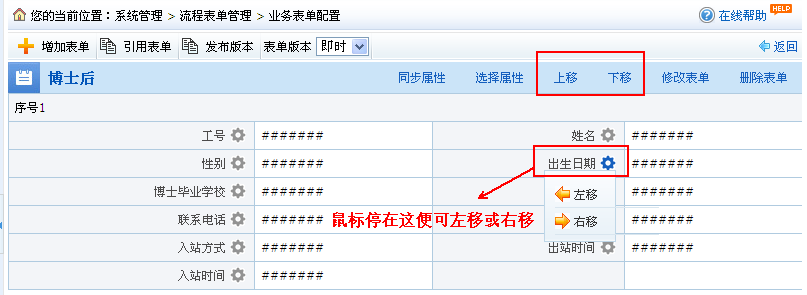 您的当前位置：系统管理 > 流程表单管理 > 业务表单配置 在线帮助 HELP
增加表单 引用表单 发布版本 表单版本 即时 返回
博士后 同步属性 选择属性 上移 下移 修改表单 删除表单
序号1
工号 ####### 姓名 #######
性别 ####### 出生日期 #######
博士毕业学校 ####### 左移 #######
联系电话 ####### 鼠标停在这便可左移或右移 右移 #######
入站方式 ####### 出站时间 #######
入站时间 #######